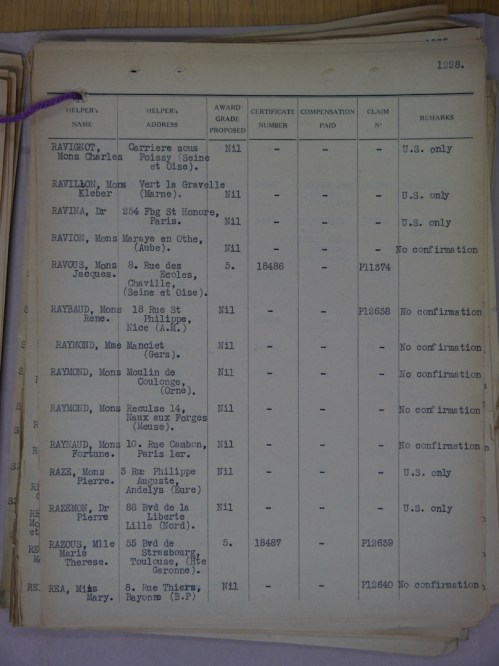 1228.
HELPER's NAME HELPER's ADDRESS AWARD GRADE PROPOSED CERTIFICATE NUMBER COMPENSATION PAID CLAIM No REMARKS
RAVIGNOT, Carriere sous Nil - - - U.S. only
Mons Charles Poissy (Seine
et Oise).
RAVILLON, Mons Vert la Gravelle
Kleber (Marne). Nil - - - U.S. only
RAVINA, Dr 254 Fbg St Honore,
Paris. Nil - - - U.S. only
RAVION, Mons Maraye en Othe,
(Aube). Nil - - - No confirmation
RAVOUS, Mons 8. Rue des 5. 18486 - F11374
Jacques. Ecoles,
Chaville,
(Seine et Oise).
RAYBAUD, Mons 18 Rue St Nil - - F12638 No confirmation
Rene. Philippe,
Nice (A.M.)
RAYMOND, Mme Manciet Nil - - - No confirmation
(Gers).
RAYMOND, Mons Moulin de Nil - - - No confirmation
Coulonge,
(Orne).
RAYMOND, Mons Reculse 14, Nil - - - No confirmation
Naux aux Forges
(Meuse).
RAYNAUD, Mons 10. Rue Cambon, Nil - - - No confirmation
Fortune. Paris 1er.
RAZE, Mons 3 Rue Philippe Nil - - - U.S. only
Pierre. Auguste,
Andelys (Eure)
RAZEMON, Dr 88 Bvd de la Nil - - - U.S. only
Pierre Liberte
Lille (Nord).
RAZOUS, Mlle 55 Bvd de 5. 18487 - F12639
Marie Strasbourg,
Therese. Toulouse, (Hte
Garonne).
REA, Miss 8. Rue Thiers, Nil - - F12640 No confirmation
Mary. Bayonne (B.P)